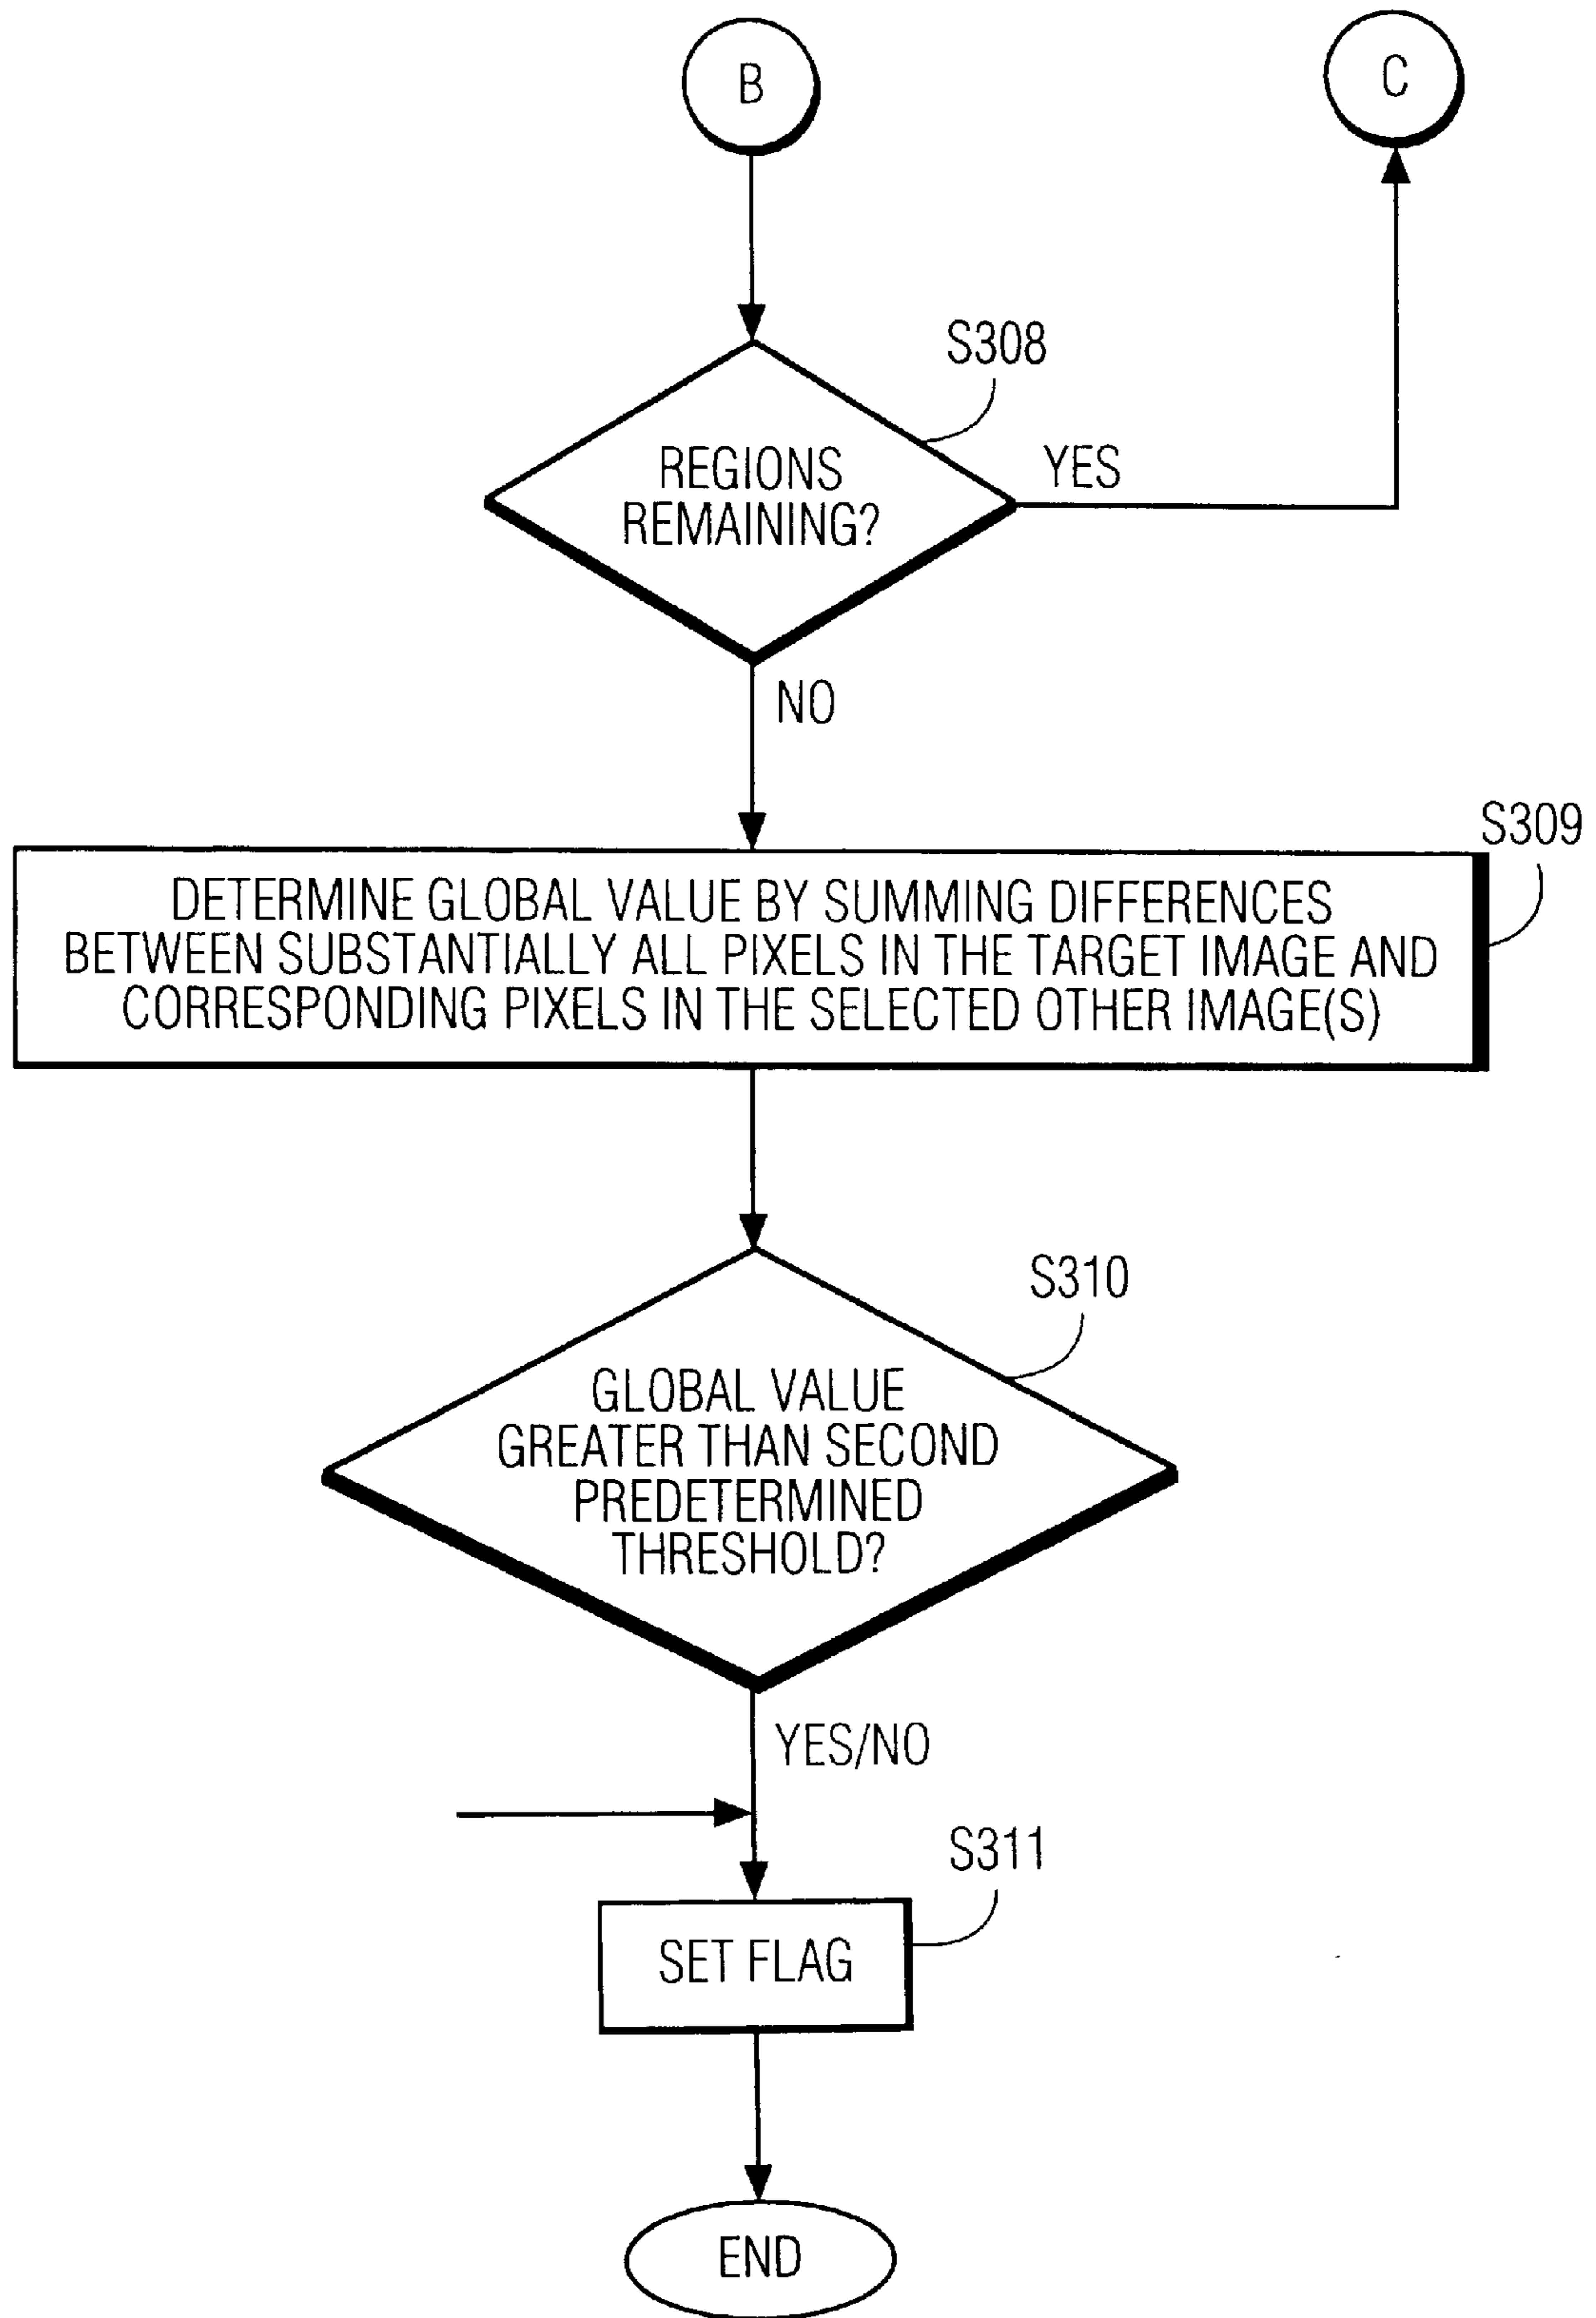 B
C
S308
REGIONS
REMAINING?
YES
NO
S309
DETERMINE GLOBAL VALUE BY SUMMING DIFFERENCES
BETWEEN SUBSTANTIALLY ALL PIXELS IN THE TARGET IMAGE AND
CORRESPONDING PIXELS IN THE SELECTED OTHER IMAGE(S)
S310
GLOBAL VALUE
GREATER THAN SECOND
PREDETERMINED
THRESHOLD?
YES/NO
S311
SET FLAG
END